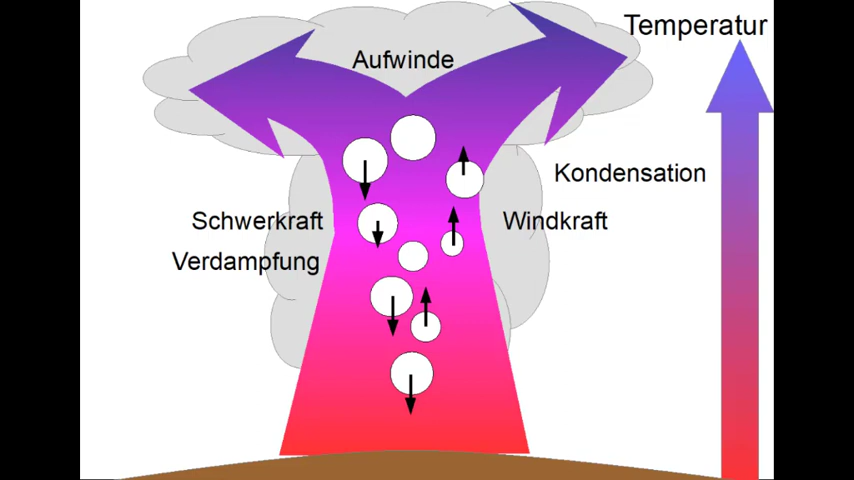 Temperatur
Aufwinde
Kondensation
Schwerkraft
Windkraft
Verdampfung